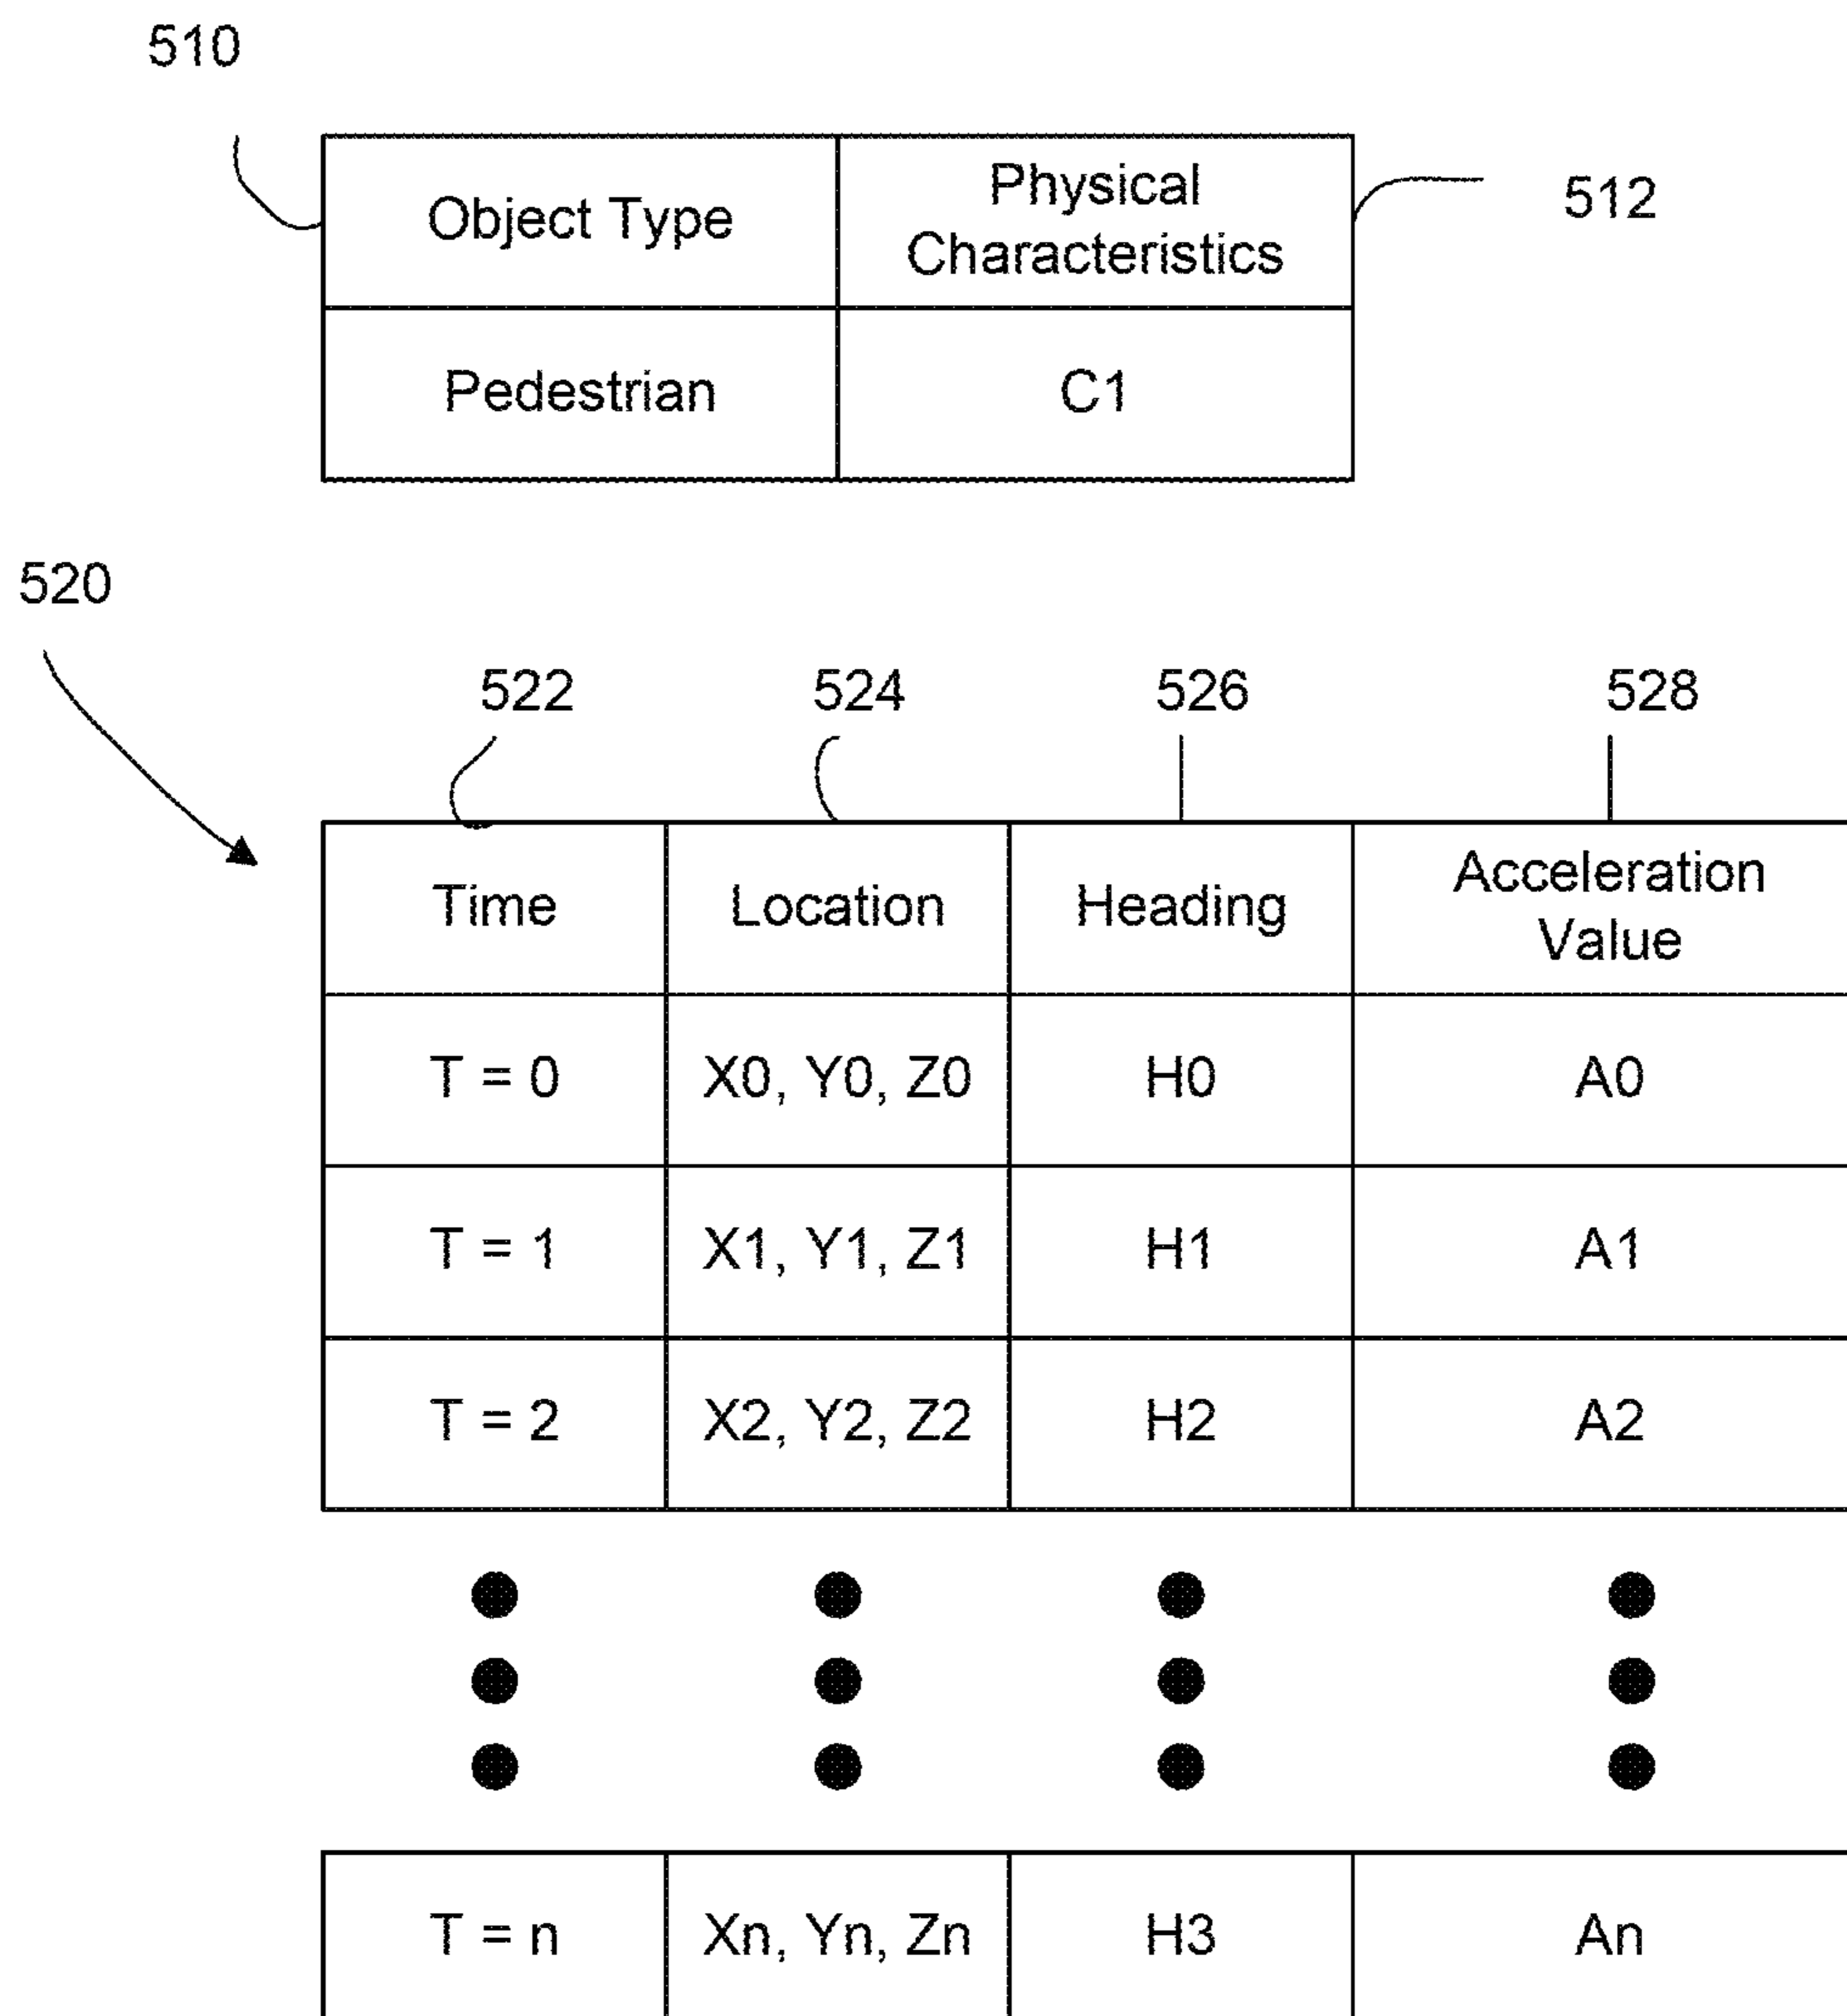 510
Object Type
Physical
Characteristics
512
Pedestrian
C1
520
522
524
526
528
Time
Location
Heading
Acceleration
Value
T = 0
X0, Y0, Z0
H0
A0
T = 1
X1, Y1, Z1
H1
A1
T = 2
X2, Y2, Z2
H2
A2
T = n
Xn, Yn, Zn
H3
An